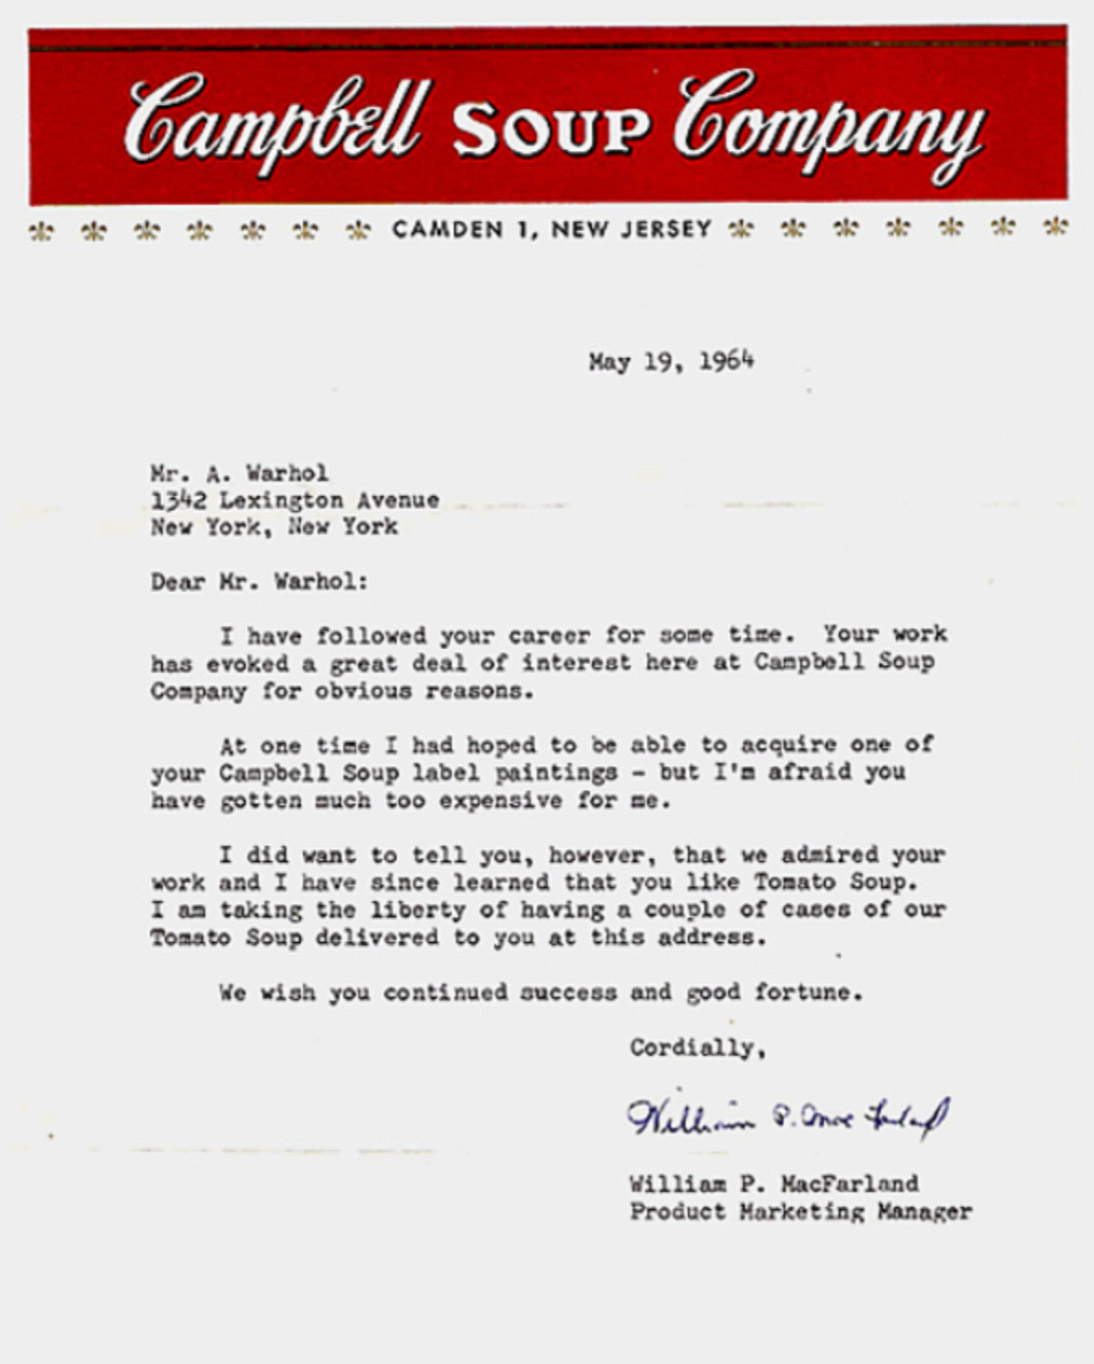 Campbell SOUP Company
CAMDEN 1, NEW JERSEY
May 19, 1964
Mr. A. Warhol
1342 Lexington Avenue
New York, New York
Dear Mr. Warhol:
I have followed your career for some time. Your work
has evoked a great deal of interest here at Campbell Soup
Company for obvious reasons.
At one time I had hoped to be able to acquire one of
your Campbell Soup label paintings - but I'm afraid you
have gotten much too expensive for me.
I did want to tell you, however, that we admired your
work and I have since learned that you like Tomato Soup.
I am taking the liberty of having a couple of cases of our
Tomato Soup delivered to you at this address.
We wish you continued success and good fortune.
Cordially,
William P. MacFarland
William P. MacFarland
Product Marketing Manager